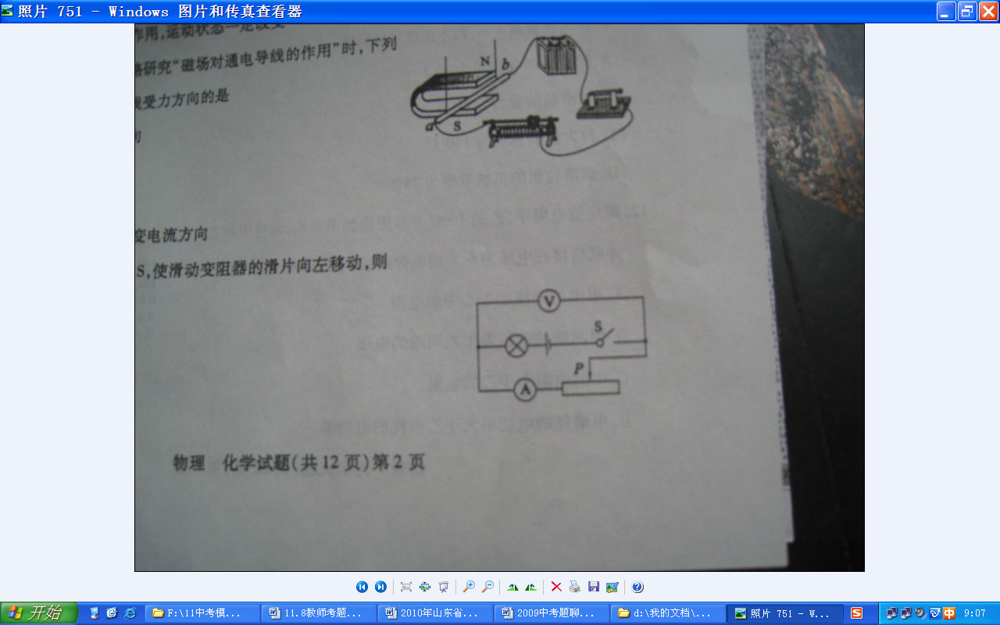 照片 751 - Windows 图片和传真查看器
作用,运动状态一定改变
路研究“磁场对通电导线的作用”时,下列
受力方向的是
N
b
a
S
变电流方向
S,使滑动变阻器的滑片向左移动,则
V
S
P
A
物理 化学试题(共 12 页)第 2 页
开始
F:\11中考模...
11.8教师考题...
2010年山东省...
2009中考题聊...
d:\我的文档\...
照片 751 - W...
S
中
9:07